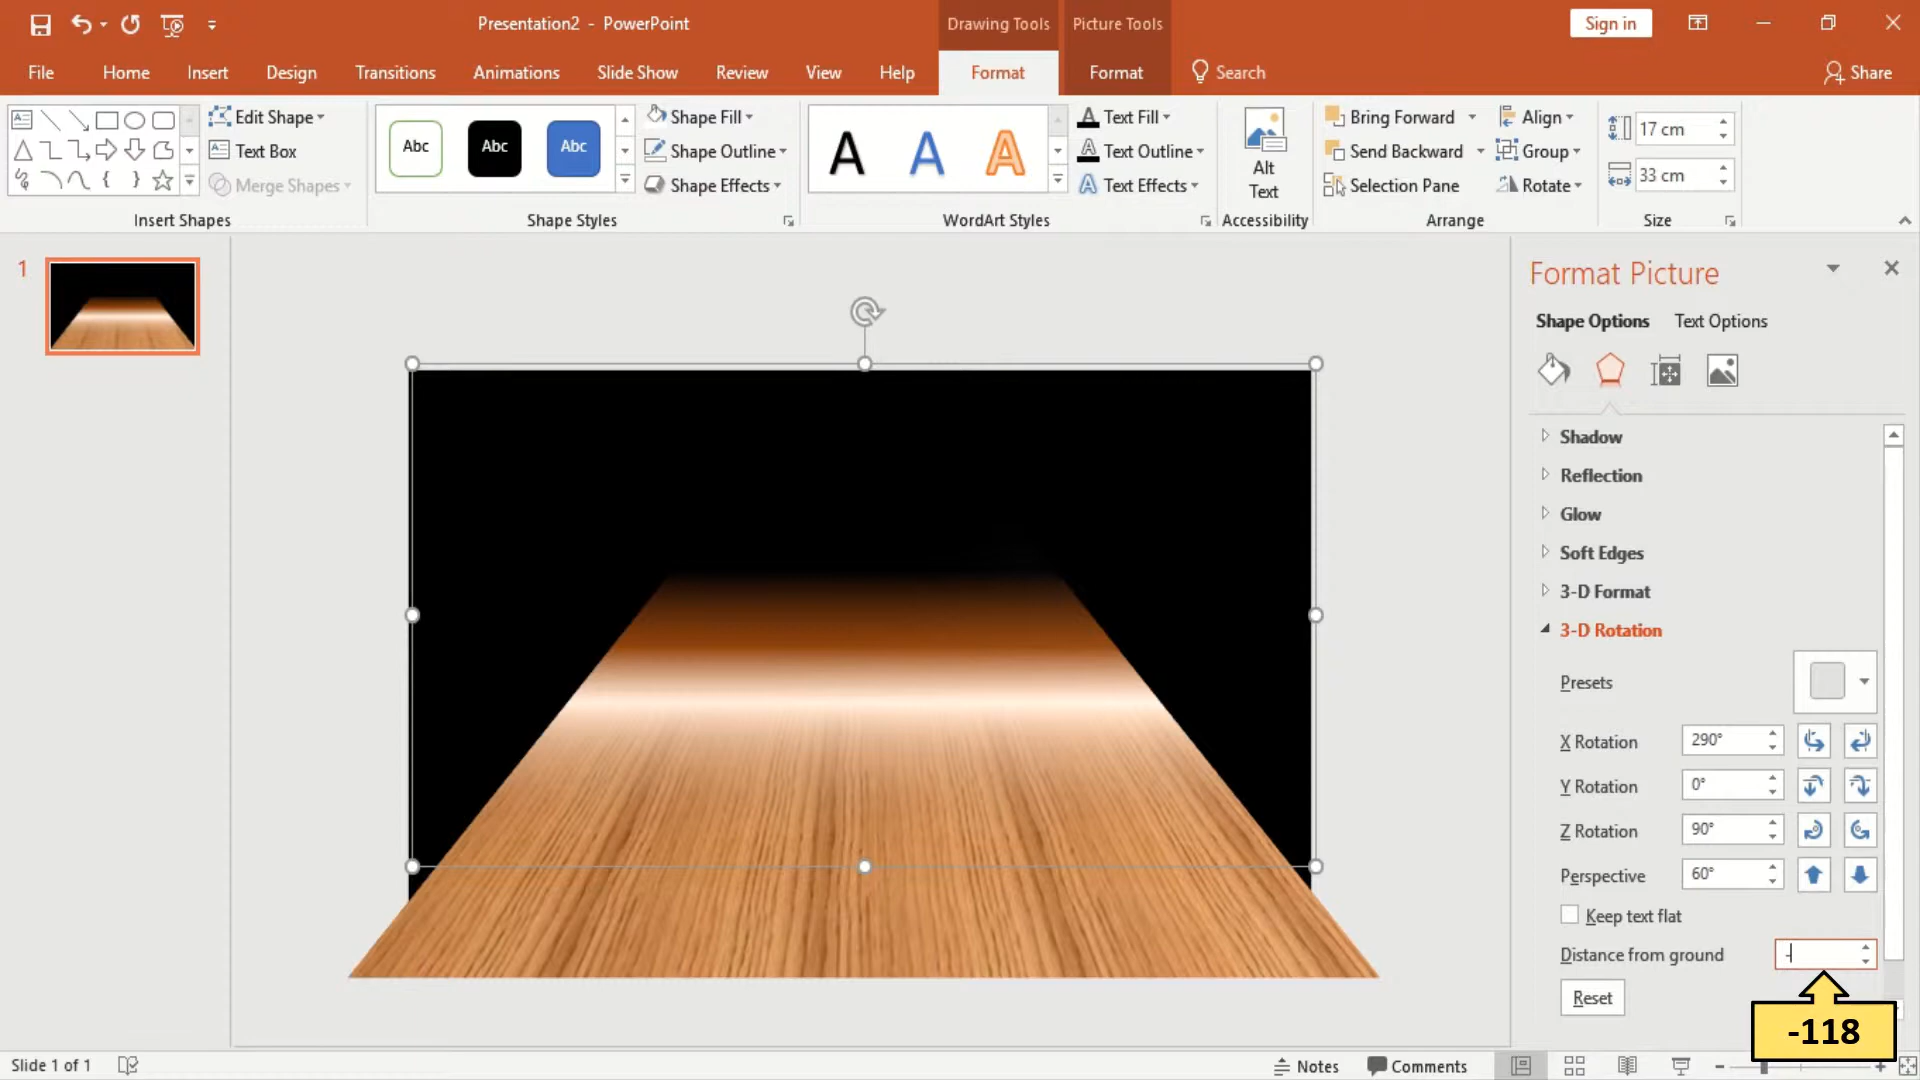 Presentation2 - PowerPoint
Drawing Tools
Picture Tools
Sign in
File
Home
Insert
Design
Transitions
Animations
Slide Show
Review
View
Help
Format
Format
Search
Share
Edit Shape
Text Box
Merge Shapes
Insert Shapes
Abc
Abc
Abc
Shape Fill
Shape Outline
Shape Effects
Shape Styles
A
A
A
Text Fill
Text Outline
Text Effects
WordArt Styles
Alt
Text
Accessibility
Bring Forward
Send Backward
Selection Pane
Align
Group
Rotate
Arrange
17 cm
33 cm
Size
1
Format Picture
Shape Options
Text Options
Shadow
Reflection
Glow
Soft Edges
3-D Format
3-D Rotation
Presets
X Rotation 290°
Y Rotation 0°
Z Rotation 90°
Perspective 60°
Keep text flat
Distance from ground -
Reset
-118
Slide 1 of 1
Notes
Comments